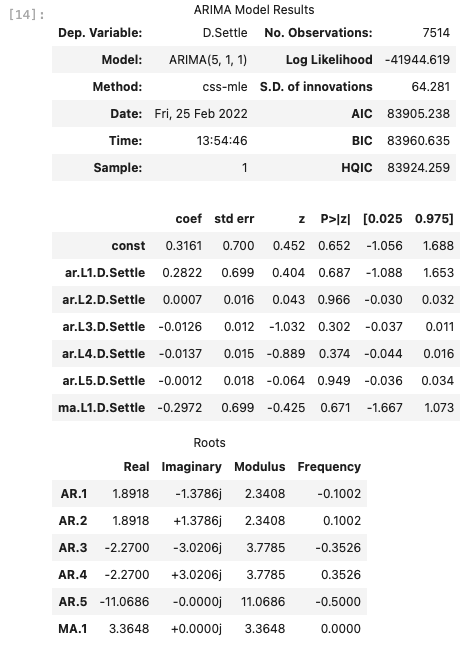 [14]:
ARIMA Model Results
Dep. Variable: D.Settle No. Observations: 7514
Model: ARIMA(5, 1, 1) Log Likelihood -41944.619
Method: css-mle S.D. of innovations 64.281
Date: Fri, 25 Feb 2022 AIC 83905.238
Time: 13:54:46 BIC 83960.635
Sample: 1 HQIC 83924.259
coef std err z P>|z| [0.025 0.975]
const 0.3161 0.700 0.452 0.652 -1.056 1.688
ar.L1.D.Settle 0.2822 0.699 0.404 0.687 -1.088 1.653
ar.L2.D.Settle 0.0007 0.016 0.043 0.966 -0.030 0.032
ar.L3.D.Settle -0.0126 0.012 -1.032 0.302 -0.037 0.011
ar.L4.D.Settle -0.0137 0.015 -0.889 0.374 -0.044 0.016
ar.L5.D.Settle -0.0012 0.018 -0.064 0.949 -0.036 0.034
ma.L1.D.Settle -0.2972 0.699 -0.425 0.671 -1.667 1.073
Roots
Real Imaginary Modulus Frequency
AR.1 1.8918 -1.3786j 2.3408 -0.1002
AR.2 1.8918 +1.3786j 2.3408 0.1002
AR.3 -2.2700 -3.0206j 3.7785 -0.3526
AR.4 -2.2700 +3.0206j 3.7785 0.3526
AR.5 -11.0686 -0.0000j 11.0686 -0.5000
MA.1 3.3648 +0.0000j 3.3648 0.0000